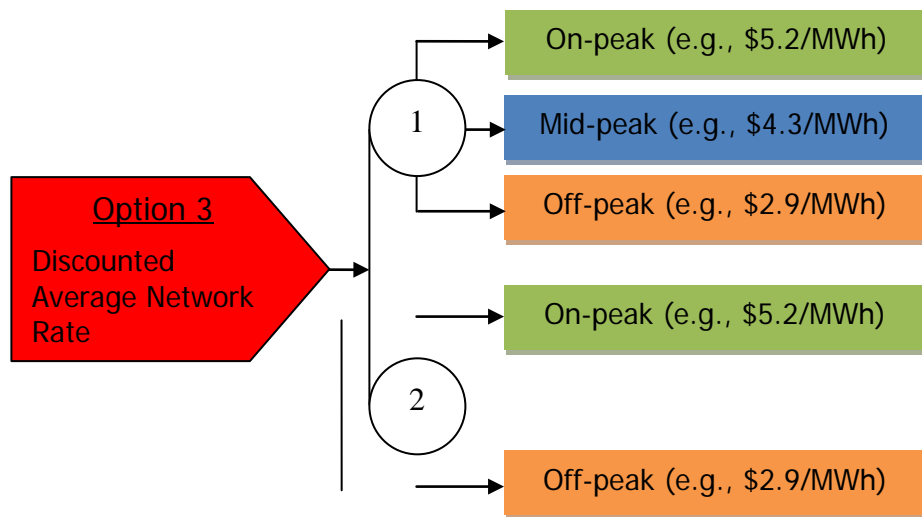 Option 3
Discounted
Average Network
Rate
1
On-peak (e.g., $5.2/MWh)
Mid-peak (e.g., $4.3/MWh)
Off-peak (e.g., $2.9/MWh)
2
On-peak (e.g., $5.2/MWh)
Off-peak (e.g., $2.9/MWh)